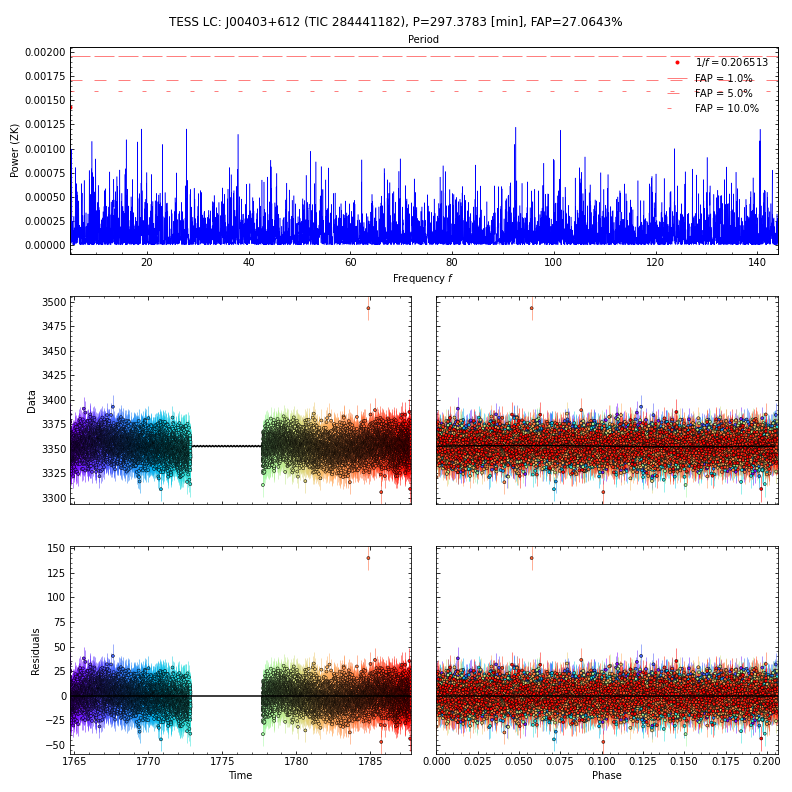 TESS LC: J00403+612 (TIC 284441182), P=297.3783 [min], FAP=27.0643%
Period
Power (ZK)
0.00200
0.00175
0.00150
0.00125
0.00100
0.00075
0.00050
0.00025
0.00000
1/f = 0.206513
FAP = 1.0%
FAP = 5.0%
FAP = 10.0%
20 40 60 80 100 120 140
Frequency f
Data
3500
3475
3450
3425
3400
3375
3350
3325
3300
Residuals
150
125
100
75
50
25
0
−25
−50
1765 1770 1775 1780 1785
Time
0.000 0.025 0.050 0.075 0.100 0.125 0.150 0.175 0.200
Phase